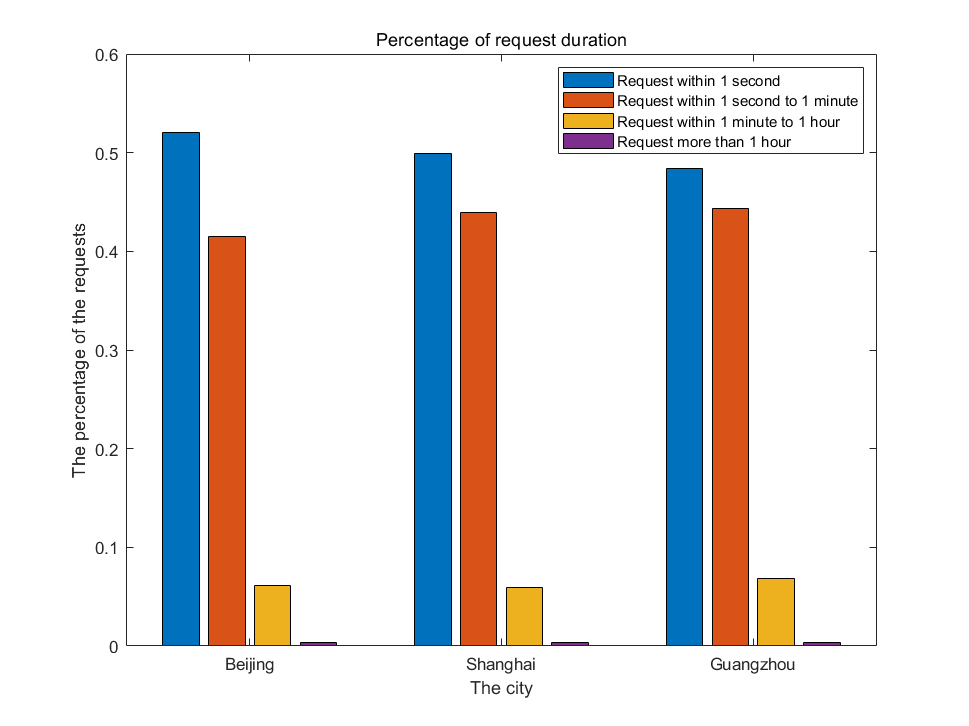 Percentage of request duration
Request within 1 second
Request within 1 second to 1 minute
Request within 1 minute to 1 hour
Request more than 1 hour
The percentage of the requests
0.6
0.5
0.4
0.3
0.2
0.1
0
Beijing
Shanghai
Guangzhou
The city